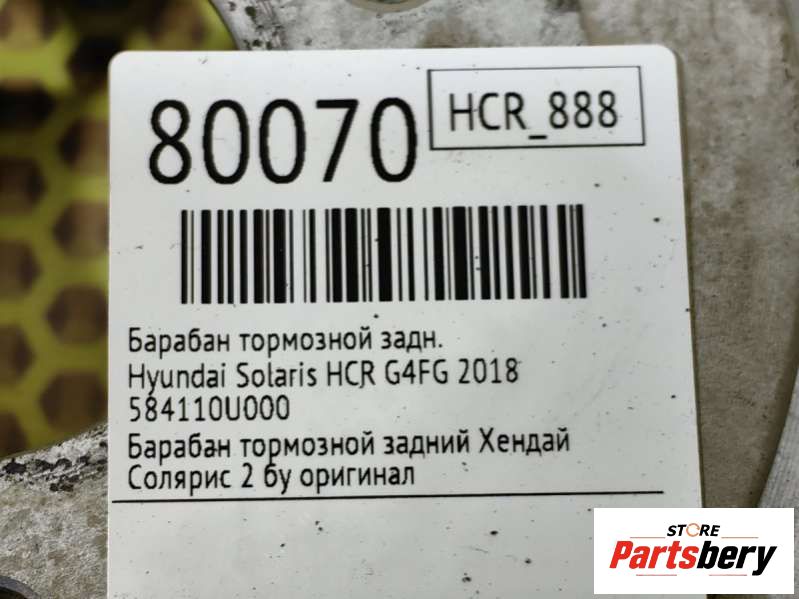 80070
HCR_888
Барабан тормозной задн.
Hyundai Solaris HCR G4FG 2018
584110U000
Барабан тормозной задний Хендай
Солярис 2 бу оригинал
STORE
Partsbery